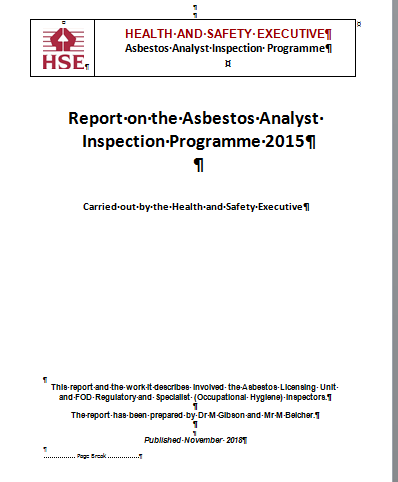 HEALTH AND SAFETY EXECUTIVE¶
Asbestos Analyst Inspection Programme¶
HSE¶
Report on the Asbestos Analyst
Inspection Programme 2015¶
¶
Carried out by the Health and Safety Executive¶
¶
This report and the work it describes involved the Asbestos Licensing Unit
and FOD Regulatory and Specialist (Occupational Hygiene) Inspectors.¶
¶
The report has been prepared by Dr M Gibson and Mr M Belcher.¶
¶
¶
Published November 2018¶
¶
Page Break¶